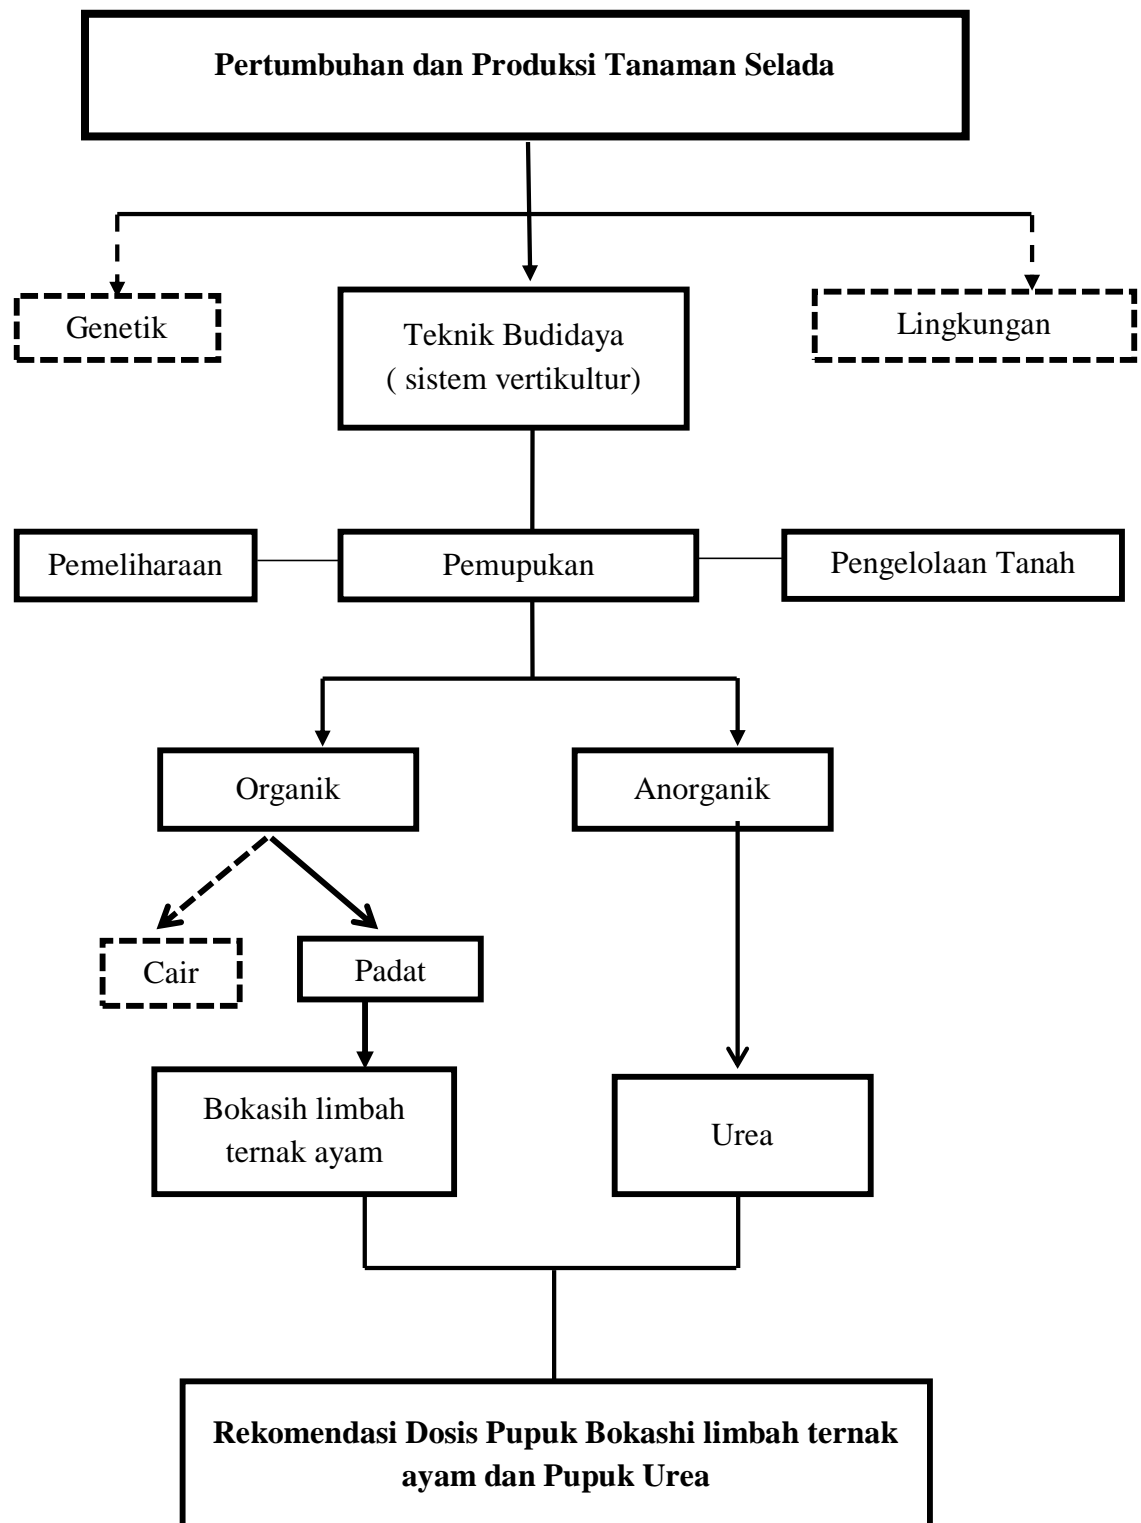 Pertumbuhan dan Produksi Tanaman Selada
Genetik
Teknik Budidaya
( sistem vertikultur)
Lingkungan
Pemeliharaan
Pemupukan
Pengelolaan Tanah
Organik
Anorganik
Cair
Padat
Bokasih limbah
ternak ayam
Urea
Rekomendasi Dosis Pupuk Bokashi limbah ternak
ayam dan Pupuk Urea